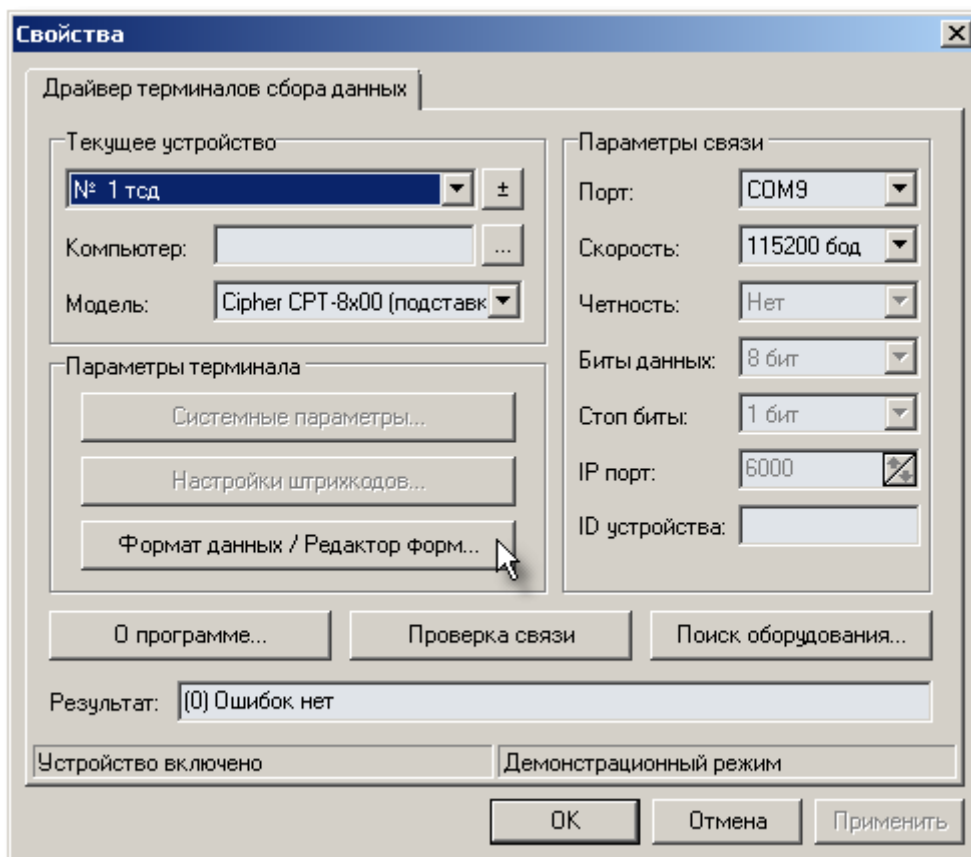 Свойства
Драйвер терминалов сбора данных
Текущее устройство
№ 1 тсд
±
Компьютер:
...
Модель:
Cipher CPT-8x00 (подставк
Параметры терминала
Системные параметры...
Настройки штрихкодов...
Формат данных / Редактор форм...
Параметры связи
Порт:
COM9
Скорость:
115200 бод
Четность:
Нет
Биты данных:
8 бит
Стоп биты:
1 бит
IP порт:
6000
ID устройства:
О программе...
Проверка связи
Поиск оборудования...
Результат:
(0) Ошибок нет
Устройство включено
Демонстрационный режим
OK
Отмена
Применить